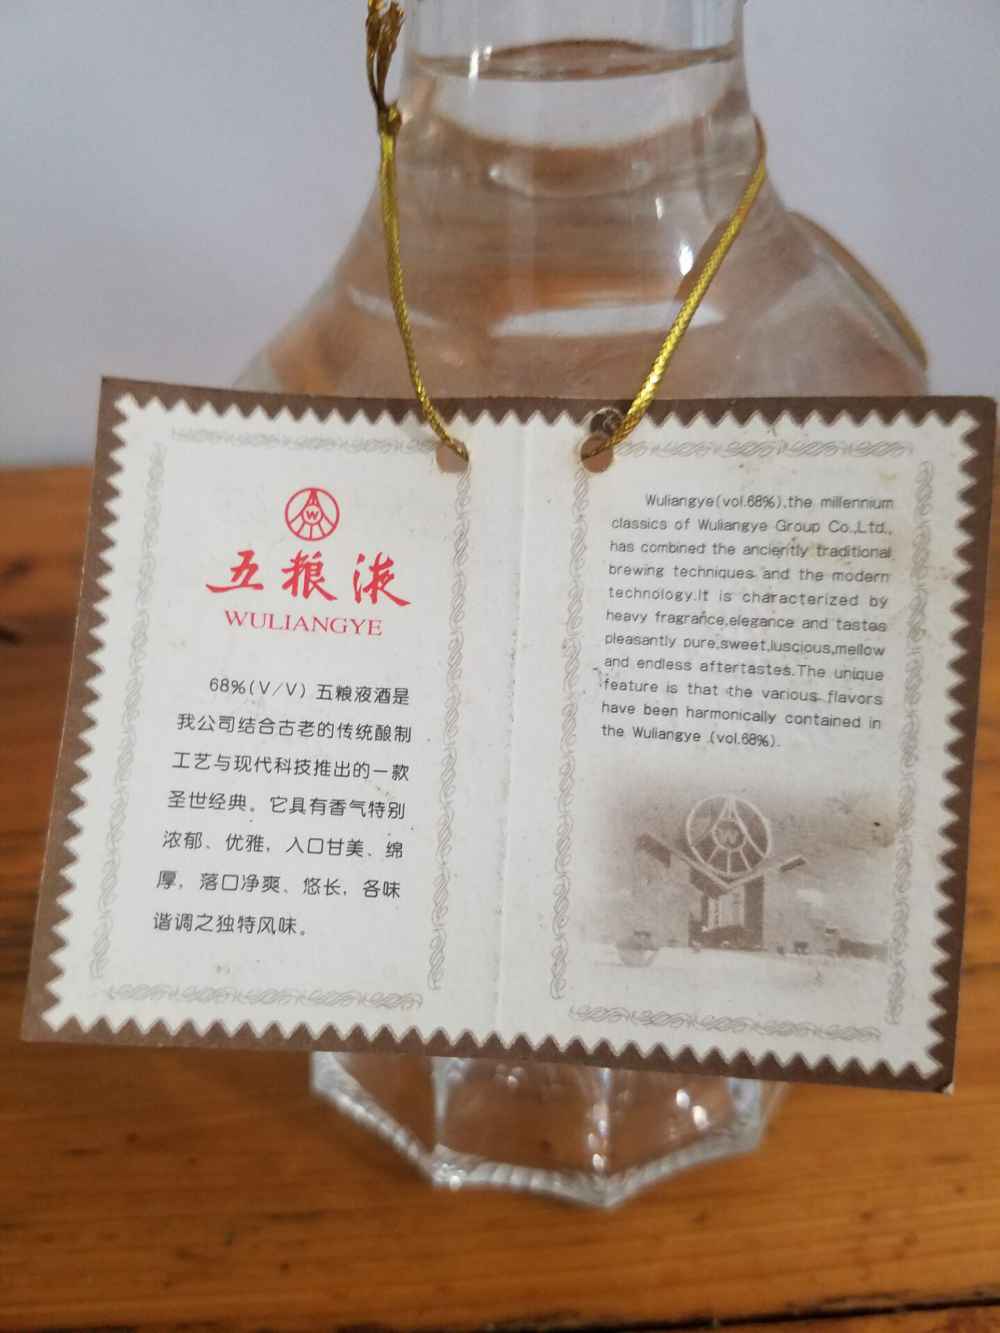 W
五粮液
WULIANGYE
68%(V/V) 五粮液酒是
我公司结合古老的传统酿制
工艺与现代科技推出的一款
圣世经典。它具有香气特别
浓郁、优雅，入口甘美、绵
厚，落口净爽、悠长，各味
谐调之独特风味。
Wuliangye(vol.68%),the millennium
classics of Wuliangye Group Co.,Ltd.,
has combined the anciently traditional
brewing techniques and the modern
technology.It is characterized by
heavy fragrance,elegance and tastes
pleasantly pure,sweet,luscious,mellow
and endless aftertastes.The unique
feature is that the various flavors
have been harmonically contained in
the Wuliangye (vol.68%).
W